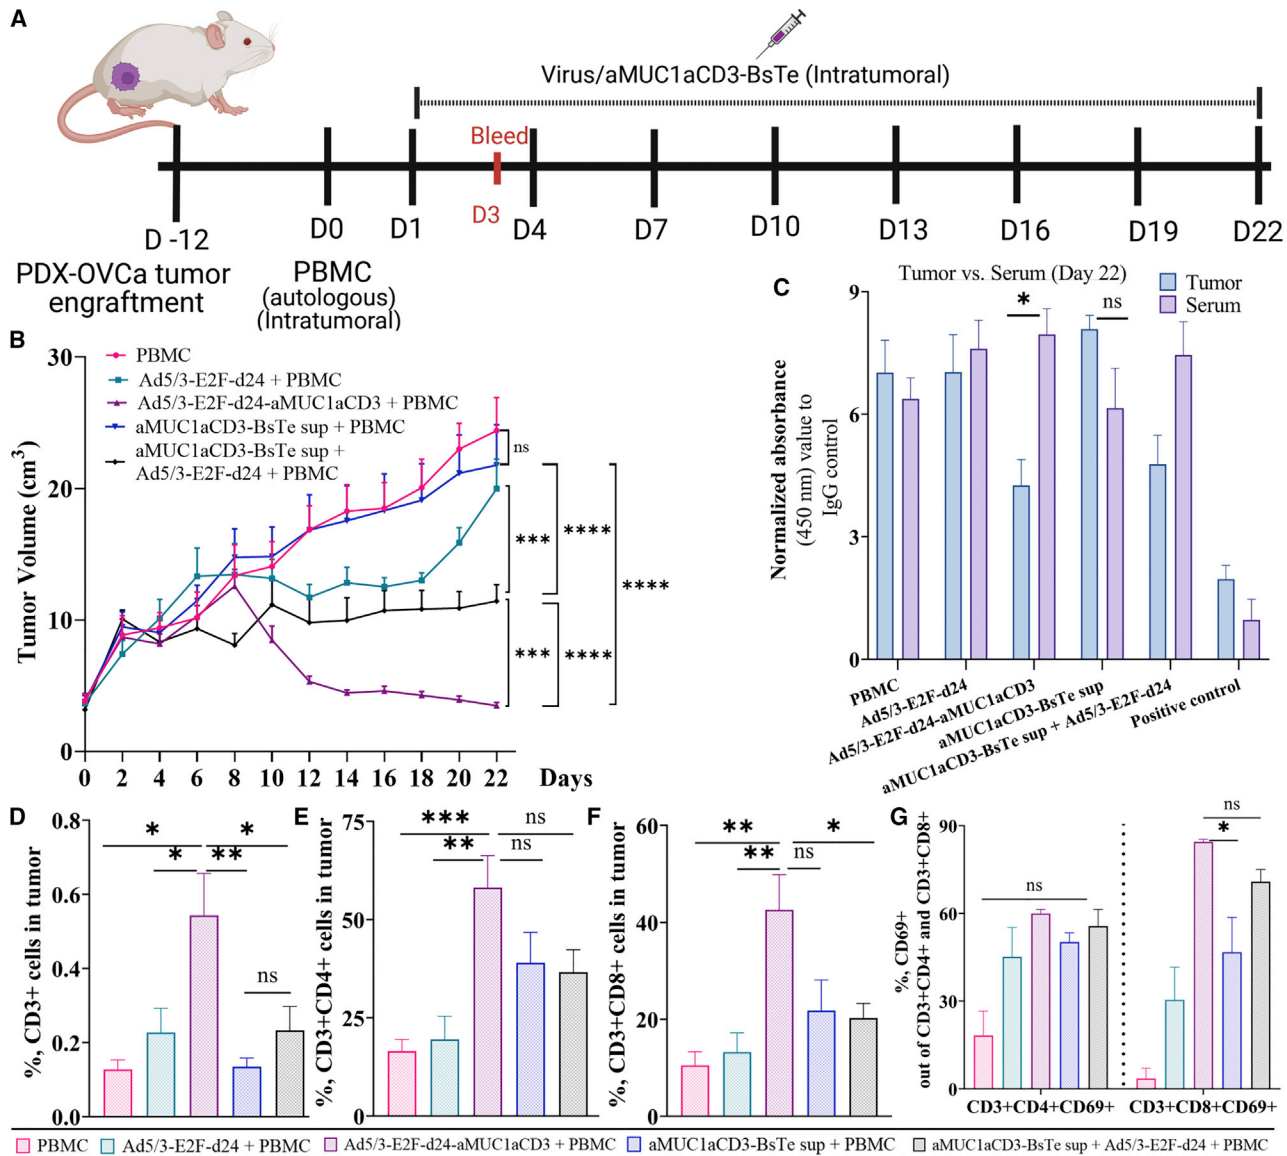 A
Virus/aMUC1aCD3-BsTe (Intratumoral)
Bleed
D -12
D0
D1
D3
D4
D7
D10
D13
D16
D19
D22
PDX-OVCa tumor
engraftment
PBMC
(autologous)
(Intratumoral)
B
Tumor Volume (cm3)
30
20
10
0
PBMC
Ad5/3-E2F-d24 + PBMC
Ad5/3-E2F-d24-aMUC1aCD3 + PBMC
aMUC1aCD3-BsTe sup + PBMC
aMUC1aCD3-BsTe sup +
Ad5/3-E2F-d24 + PBMC
ns
***
****
****
***
****
0 2 4 6 8 10 12 14 16 18 20 22 Days
C
Tumor vs. Serum (Day 22)
Tumor
Serum
Normalized absorbance
(450 nm) value to
IgG control
9
6
3
0
*
ns
PBMC
Ad5/3-E2F-d24
Ad5/3-E2F-d24-aMUC1aCD3
aMUC1aCD3-BsTe sup
aMUC1aCD3-BsTe sup + Ad5/3-E2F-d24
Positive control
D
%, CD3+ cells in tumor
0.8
0.6
0.4
0.2
0.0
*
*
*
**
ns
E
%, CD3+CD4+ cells in tumor
75
50
25
0
***
ns
**
ns
F
%, CD3+CD8+ cells in tumor
60
40
20
0
**
*
**
ns
G
%, CD69+
out of CD3+CD4+ and CD3+CD8+
90
60
30
0
ns
ns
*
CD3+CD4+CD69+
CD3+CD8+CD69+
PBMC
Ad5/3-E2F-d24 + PBMC
Ad5/3-E2F-d24-aMUC1aCD3 + PBMC
aMUC1aCD3-BsTe sup + PBMC
aMUC1aCD3-BsTe sup + Ad5/3-E2F-d24 + PBMC